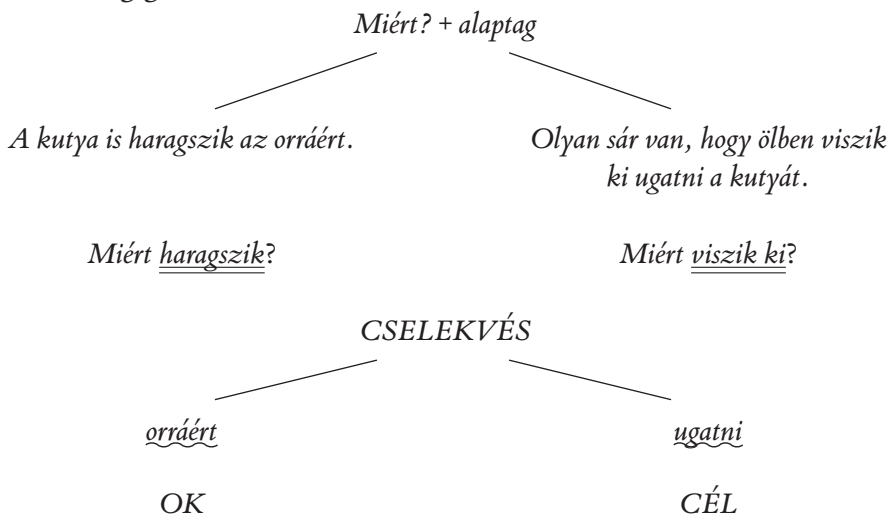 Miért? + alaptag
A kutya is haragszik az orráért.
Olyan sár van, hogy ölben viszik
ki ugatni a kutyát.
Miért haragszik?
Miért viszik ki?
CSELEKVÉS
orráért
ugatni
OK
CÉL